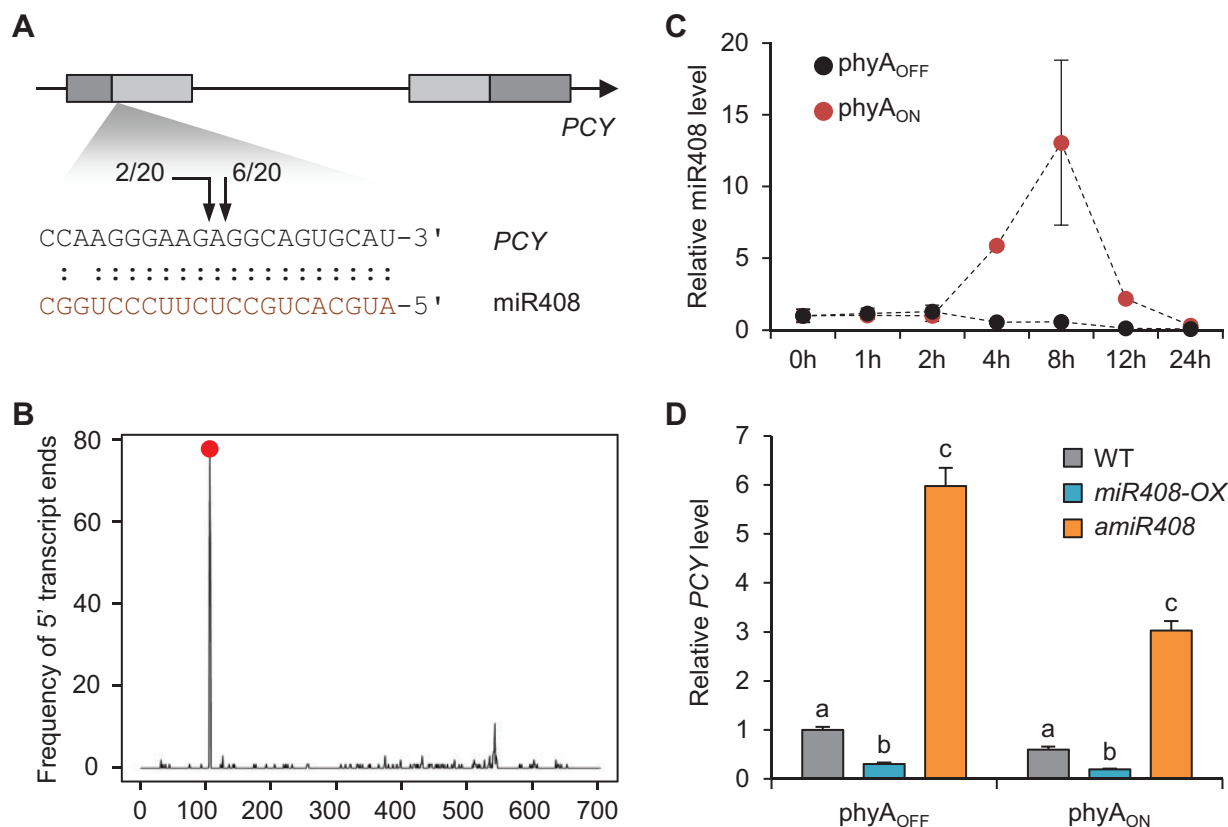 A
PCY
2/20 6/20
CCAAGGGAAGAGGCAGUGCAU-3' PCY
: : : : : : : : : : : : : : : : : : :
CGGUCCCUUCUCCGUCACGUA-5' miR408
B
Frequency of 5' transcript ends
80
60
40
20
0
0 100 200 300 400 500 600 700
C
Relative miR408 level
20
15
10
5
0
phyAOFF
phyAON
0h 1h 2h 4h 8h 12h 24h
D
Relative PCY level
7
6
5
4
3
2
1
0
WT
miR408-OX
amiR408
a b c a b c
phyAOFF phyAON